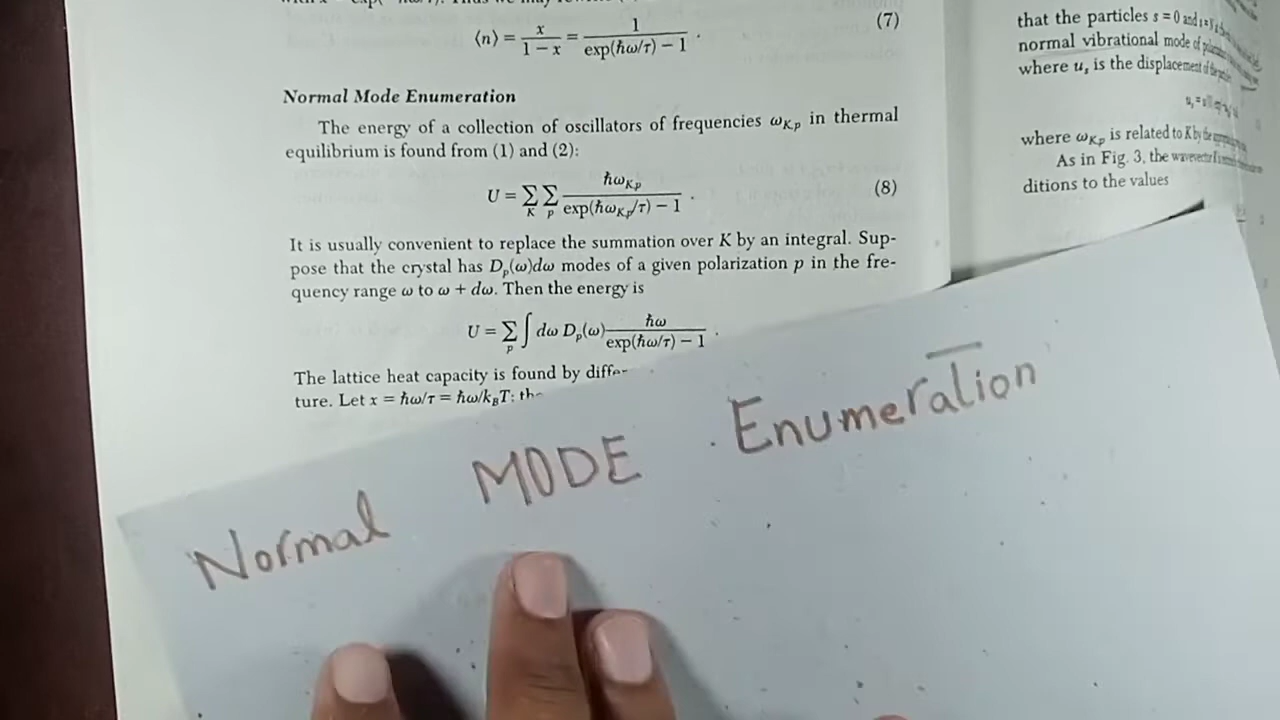 ⟨n⟩ = x/(1 − x) = 1/(exp(ħω/τ) − 1) . (7)
Normal Mode Enumeration
The energy of a collection of oscillators of frequencies ω_{K,p} in thermal
equilibrium is found from (1) and (2):
U = Σ_K Σ_p ħω_{K,p}/(exp(ħω_{K,p}/τ) − 1) . (8)
It is usually convenient to replace the summation over K by an integral. Sup-
pose that the crystal has D_p(ω)dω modes of a given polarization p in the fre-
quency range ω to ω + dω. Then the energy is
U = Σ_p ∫ dω D_p(ω) ħω/(exp(ħω/τ) − 1) .
The lattice heat capacity is found by
ture. Let x = ħω/τ = ħω/k_BT:
that the particles s = 0 and
normal vibrational mode of
where u_s is the displacement of the
where ω_{K,p} is related to K by the
As in Fig. 3, the wavevector
ditions to the values
Normal MODE Enumeration